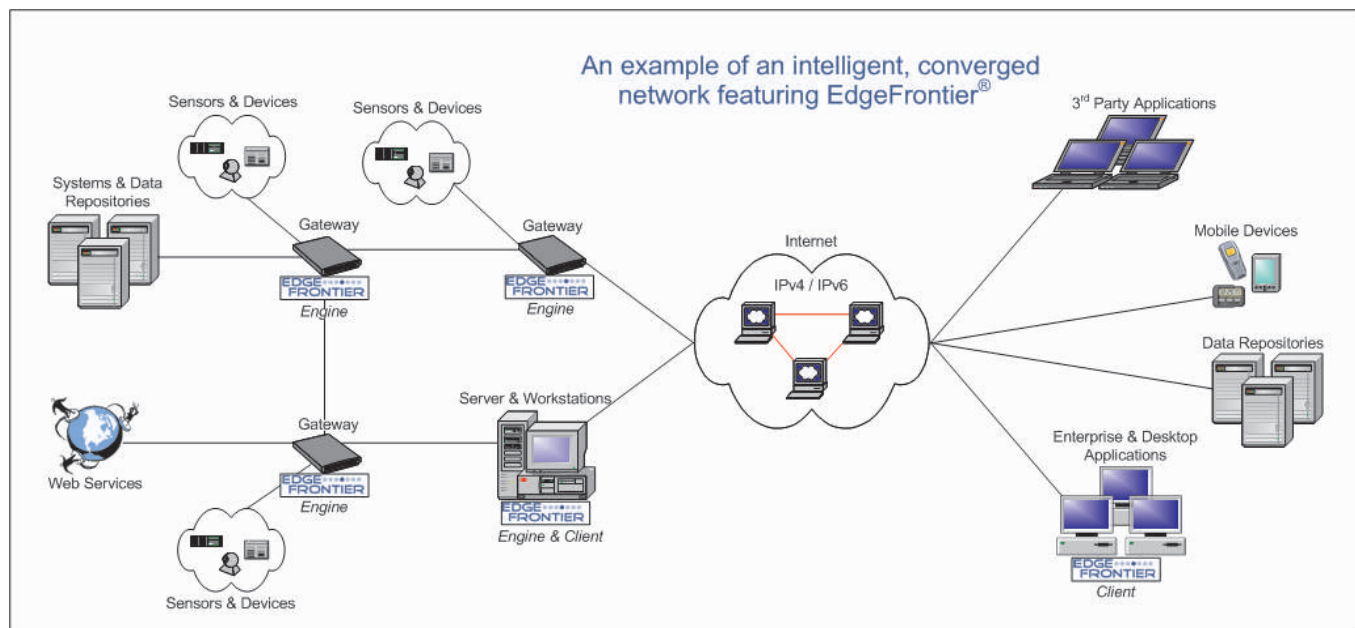 An example of an intelligent, converged
network featuring EdgeFrontier®
Sensors & Devices
Sensors & Devices
3rd Party Applications
Systems & Data
Repositories
Gateway
Gateway
Internet
IPv4 / IPv6
Mobile Devices
EDGE
FRONTIER
Engine
EDGE
FRONTIER
Engine
Data Repositories
Server & Workstations
Gateway
Enterprise & Desktop
Applications
Web Services
EDGE
FRONTIER
Engine
EDGE
FRONTIER
Engine & Client
EDGE
FRONTIER
Client
Sensors & Devices